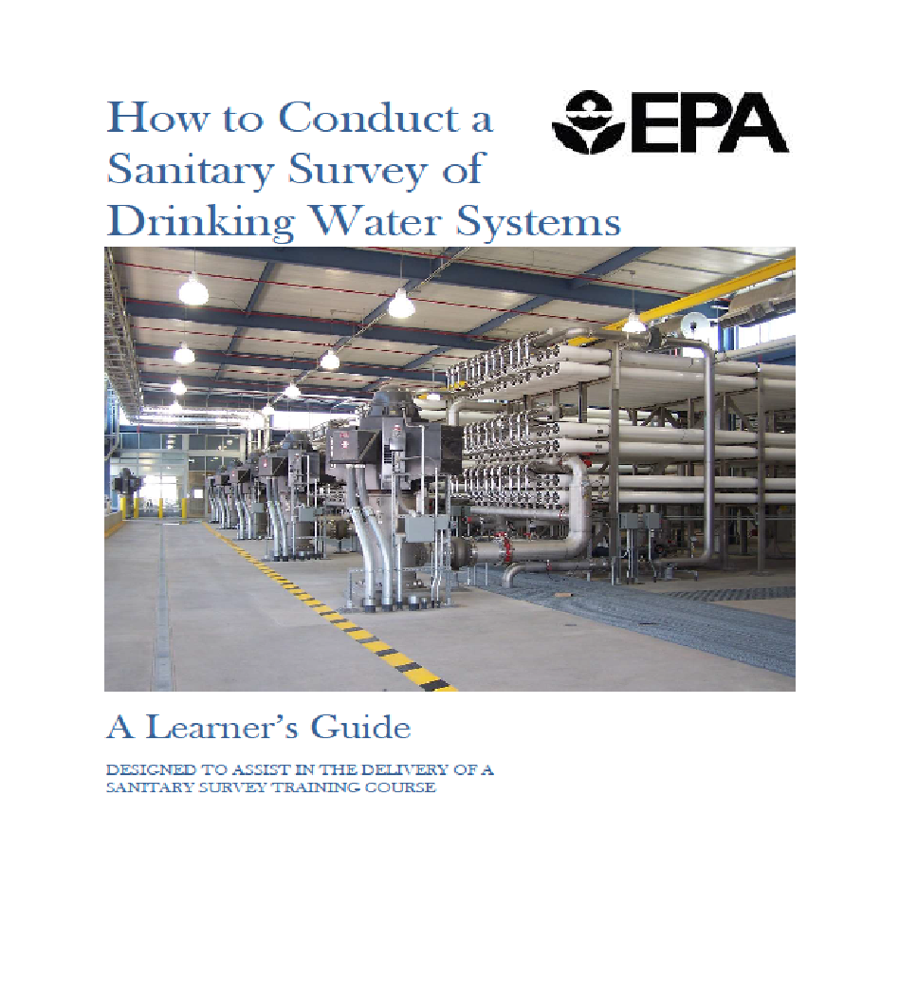 How to Conduct a
Sanitary Survey of
Drinking Water Systems
EPA
A Learner's Guide
DESIGNED TO ASSIST IN THE DELIVERY OF A
SANITARY SURVEY TRAINING COURSE